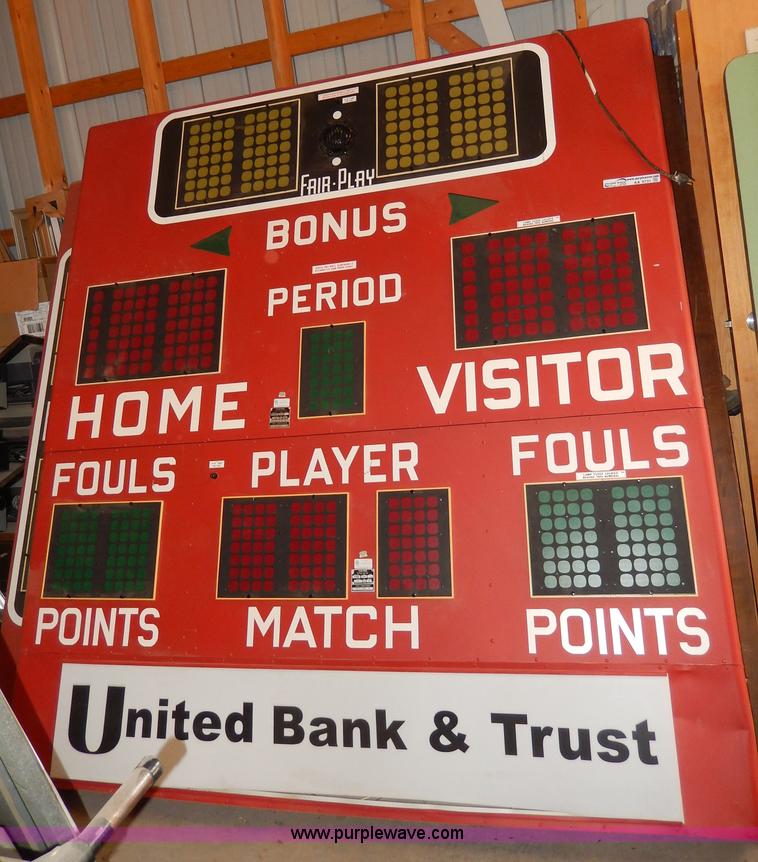 FAIR-PLAY
BONUS
PERIOD
HOME
VISITOR
FOULS
PLAYER
FOULS
POINTS
MATCH
POINTS
United Bank & Trust
www.purplewave.com